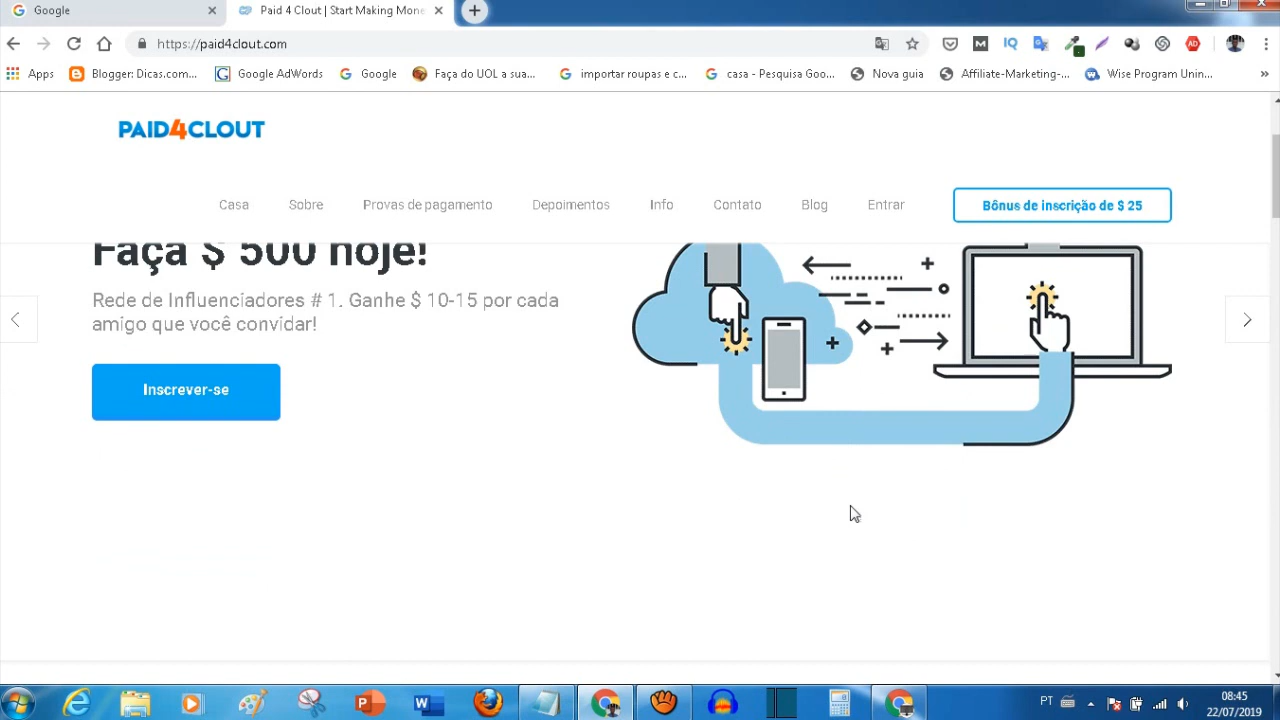 Google
Paid 4 Clout | Start Making Mone
https://paid4clout.com
Apps
Blogger: Dicas.com...
Google AdWords
Google
Faça do UOL a sua...
importar roupas e c...
casa - Pesquisa Goo...
Nova guia
Affiliate-Marketing-...
Wise Program Unin...
PAID4CLOUT
Casa
Sobre
Provas de pagamento
Depoimentos
Info
Contato
Blog
Entrar
Bônus de inscrição de $ 25
Faça $ 500 hoje!
Rede de Influenciadores # 1. Ganhe $ 10-15 por cada
amigo que você convidar!
Inscrever-se
PT
08:45
22/07/2019